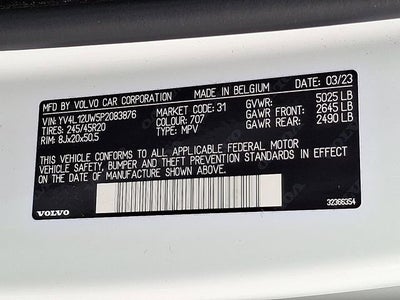 MFD BY VOLVO CAR CORPORATION MADE IN BELGIUM DATE 03/23
VIN: YV4L12UW5P2083876 MARKET CODE: 31 GVWR: 5025 LB
TIRES: 245/45R20 COLOUR: 707 GAWR FRONT: 2645 LB
RIM: 8Jx20x50,5 TYPE: MPV GAWR REAR: 2490 LB
THIS VEHICLE CONFORMS TO ALL APPLICABLE FEDERAL MOTOR
VEHICLE SAFETY, BUMPER AND THEFT PREVENTION STANDARDS
IN EFFECT ON THE DATE OF MANUFACTURE SHOWN ABOVE.
VOLVO 32366354